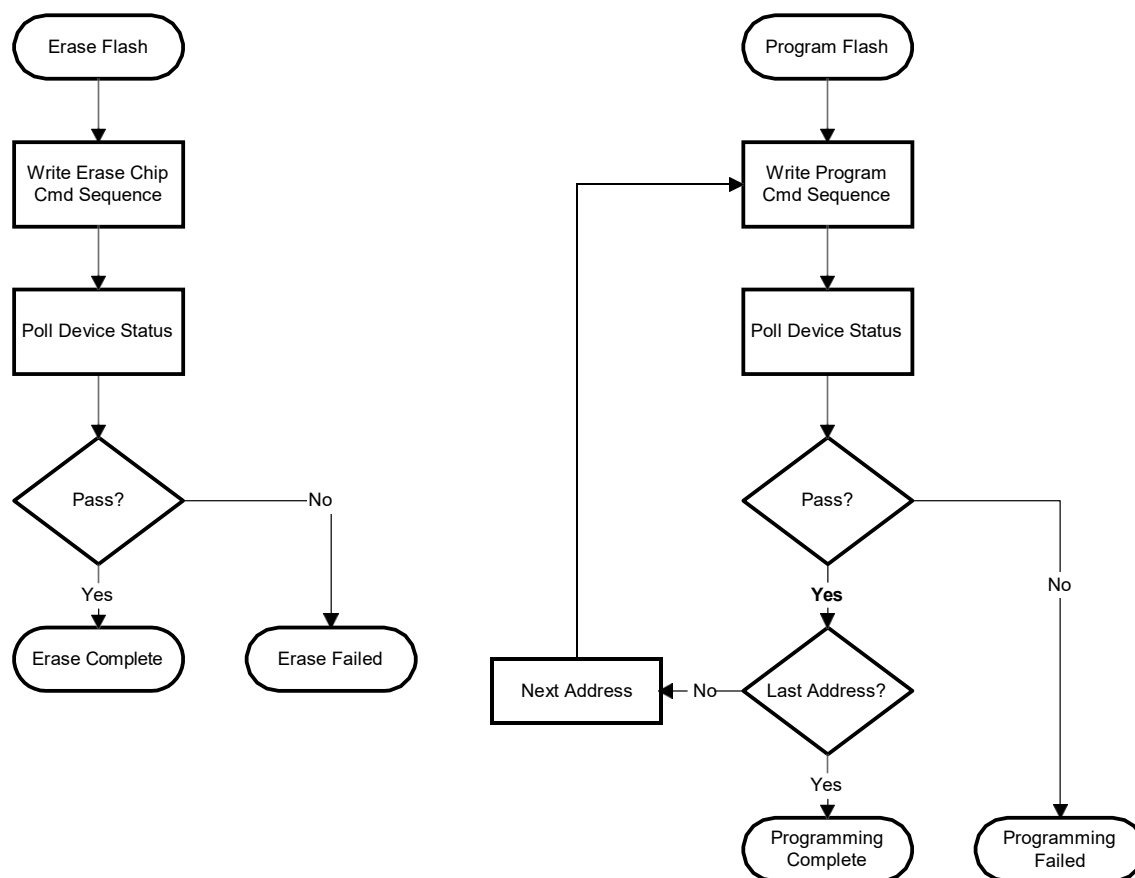 Erase Flash
Write Erase Chip
Cmd Sequence
Poll Device Status
Pass?
No
Yes
Erase Complete
Erase Failed
Program Flash
Write Program
Cmd Sequence
Poll Device Status
Pass?
No
Yes
Last Address?
No
Next Address
Yes
Programming
Complete
Programming
Failed